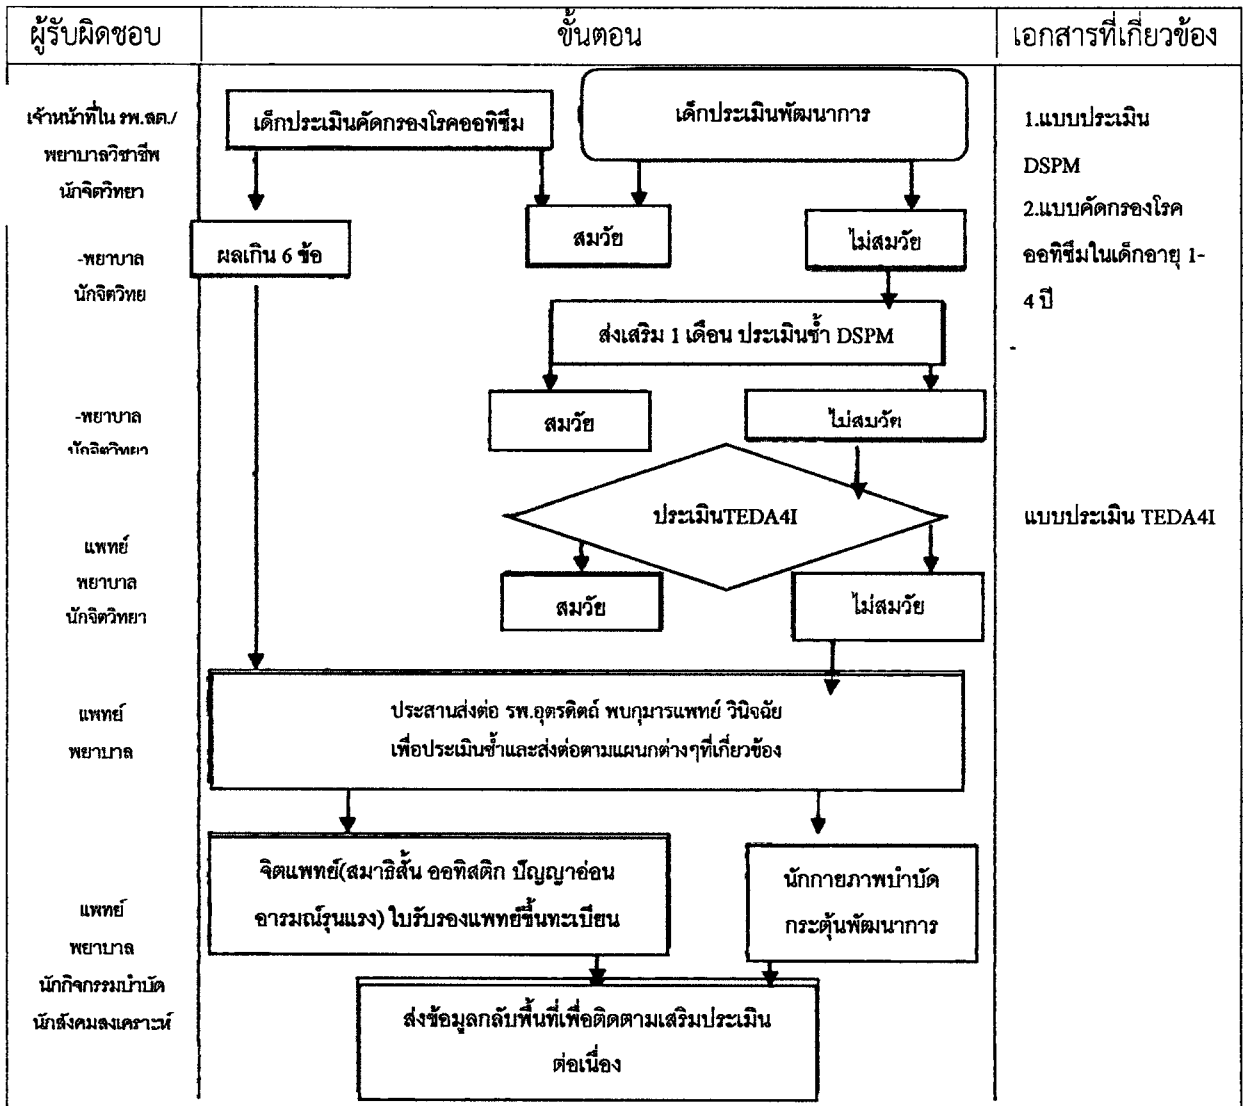 ผู้รับผิดชอบ
ขั้นตอน
เอกสารที่เกี่ยวข้อง
เจ้าหน้าที่ใน รพ.สต./
พยาบาลวิชาชีพ
นักจิตวิทยา
เด็กประเมินคัดกรองโรคออทิซึม
เด็กประเมินพัฒนาการ
1.แบบประเมิน
DSPM
2.แบบคัดกรองโรค
ออทิซึมในเด็กอายุ 1-
4 ปี
-
-พยาบาล
นักจิตวิทย
ผลเกิน 6 ข้อ
สมวัย
ไม่สมวัย
ส่งเสริม 1 เดือน ประเมินซ้ำ DSPM
-พยาบาล
นักจิตวิทยา
สมวัย
ไม่สมวัย
ประเมินTEDA4I
แบบประเมิน TEDA4I
แพทย์
พยาบาล
นักจิตวิทยา
สมวัย
ไม่สมวัย
แพทย์
พยาบาล
ประสานส่งต่อ รพ.อุตรดิตถ์ พบกุมารแพทย์ วินิจฉัย
เพื่อประเมินซ้ำและส่งต่อตามแผนกต่างๆที่เกี่ยวข้อง
แพทย์
พยาบาล
นักกิจกรรมบำบัด
นักสังคมสงเคราะห์
จิตแพทย์(สมาธิสั้น ออทิสติก ปัญญาอ่อน
อารมณ์รุนแรง) ใบรับรองแพทย์ขึ้นทะเบียน
นักกายภาพบำบัด
กระตุ้นพัฒนาการ
ส่งข้อมูลกลับพื้นที่เพื่อติดตามเสริมประเมิน
ต่อเนื่อง